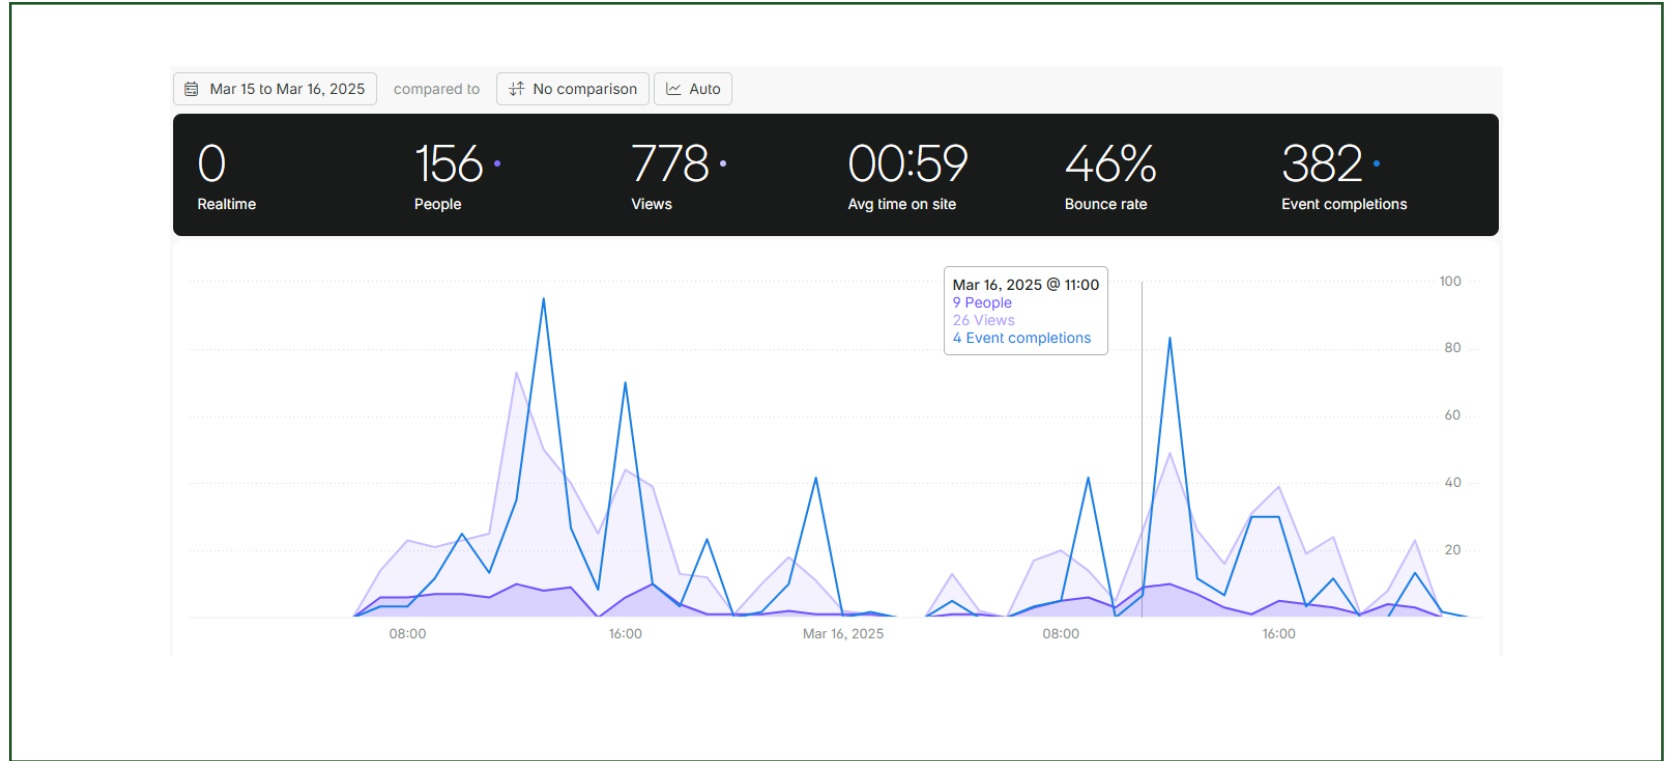 Mar 15 to Mar 16, 2025 compared to No comparison Auto
0 156 778 00:59 46% 382
Realtime People Views Avg time on site Bounce rate Event completions
Mar 16, 2025 @ 11:00
9 People
26 Views
4 Event completions
100
80
60
40
20
08:00 16:00 Mar 16, 2025 08:00 16:00